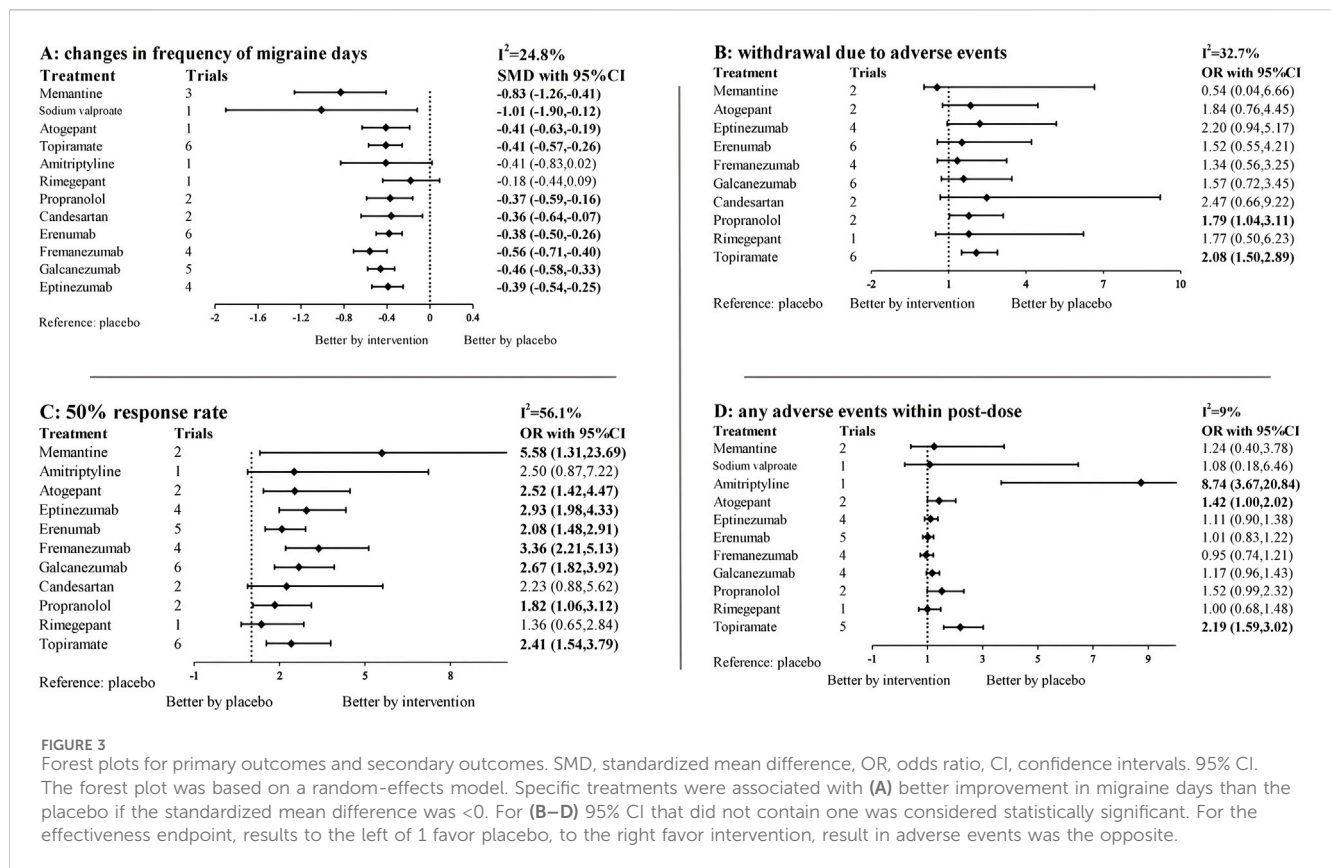 A: changes in frequency of migraine days
I²=24.8%
Treatment Trials SMD with 95%CI
Memantine 3 -0.83 (-1.26,-0.41)
Sodium valproate 1 -1.01 (-1.90,-0.12)
Atogepant 1 -0.41 (-0.63,-0.19)
Topiramate 6 -0.41 (-0.57,-0.26)
Amitriptyline 1 -0.41 (-0.83,0.02)
Rimegepant 1 -0.18 (-0.44,0.09)
Propranolol 2 -0.37 (-0.59,-0.16)
Candesartan 2 -0.36 (-0.64,-0.07)
Erenumab 6 -0.38 (-0.50,-0.26)
Fremanezumab 4 -0.56 (-0.71,-0.40)
Galcanezumab 5 -0.46 (-0.58,-0.33)
Eptinezumab 4 -0.39 (-0.54,-0.25)
-2 -1.6 -1.2 -0.8 -0.4 0 0.4
Reference: placebo
Better by intervention Better by placebo
B: withdrawal due to adverse events
I²=32.7%
Treatment Trials OR with 95%CI
Memantine 2 0.54 (0.04,6.66)
Atogepant 2 1.84 (0.76,4.45)
Eptinezumab 4 2.20 (0.94,5.17)
Erenumab 6 1.52 (0.55,4.21)
Fremanezumab 4 1.34 (0.56,3.25)
Galcanezumab 6 1.57 (0.72,3.45)
Candesartan 2 2.47 (0.66,9.22)
Propranolol 2 1.79 (1.04,3.11)
Rimegepant 1 1.77 (0.50,6.23)
Topiramate 6 2.08 (1.50,2.89)
-2 1 4 7 10
Better by intervention Better by placebo
Reference: placebo
C: 50% response rate
I²=56.1%
Treatment Trials OR with 95%CI
Memantine 2 5.58 (1.31,23.69)
Amitriptyline 1 2.50 (0.87,7.22)
Atogepant 2 2.52 (1.42,4.47)
Eptinezumab 4 2.93 (1.98,4.33)
Erenumab 5 2.08 (1.48,2.91)
Fremanezumab 4 3.36 (2.21,5.13)
Galcanezumab 6 2.67 (1.82,3.92)
Candesartan 2 2.23 (0.88,5.62)
Propranolol 2 1.82 (1.06,3.12)
Rimegepant 1 1.36 (0.65,2.84)
Topiramate 6 2.41 (1.54,3.79)
-1 2 5 8
Reference: placebo
Better by placebo Better by intervention
D: any adverse events within post-dose
I²=9%
Treatment Trials OR with 95%CI
Memantine 2 1.24 (0.40,3.78)
Sodium valproate 1 1.08 (0.18,6.46)
Amitriptyline 1 8.74 (3.67,20.84)
Atogepant 2 1.42 (1.00,2.02)
Eptinezumab 4 1.11 (0.90,1.38)
Erenumab 5 1.01 (0.83,1.22)
Fremanezumab 4 0.95 (0.74,1.21)
Galcanezumab 4 1.17 (0.96,1.43)
Propranolol 2 1.52 (0.99,2.32)
Rimegepant 1 1.00 (0.68,1.48)
Topiramate 5 2.19 (1.59,3.02)
-1 1 3 5 7 9
Better by intervention Better by placebo
Reference: placebo
FIGURE 3
Forest plots for primary outcomes and secondary outcomes. SMD, standardized mean difference, OR, odds ratio, CI, confidence intervals. 95% CI.
The forest plot was based on a random-effects model. Specific treatments were associated with (A) better improvement in migraine days than the
placebo if the standardized mean difference was <0. For (B–D) 95% CI that did not contain one was considered statistically significant. For the
effectiveness endpoint, results to the left of 1 favor placebo, to the right favor intervention, result in adverse events was the opposite.